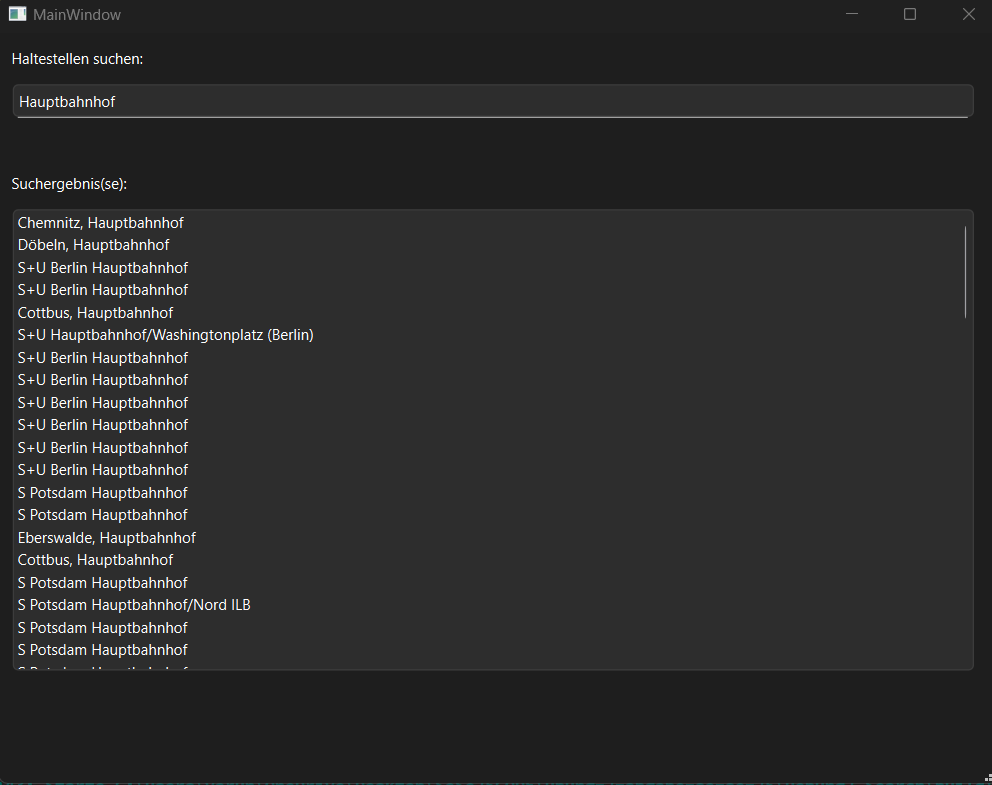 MainWindow
Haltestellen suchen:
Hauptbahnhof
Suchergebnis(se):
Chemnitz, Hauptbahnhof
Döbeln, Hauptbahnhof
S+U Berlin Hauptbahnhof
S+U Berlin Hauptbahnhof
Cottbus, Hauptbahnhof
S+U Hauptbahnhof/Washingtonplatz (Berlin)
S+U Berlin Hauptbahnhof
S+U Berlin Hauptbahnhof
S+U Berlin Hauptbahnhof
S+U Berlin Hauptbahnhof
S+U Berlin Hauptbahnhof
S+U Berlin Hauptbahnhof
S Potsdam Hauptbahnhof
S Potsdam Hauptbahnhof
Eberswalde, Hauptbahnhof
Cottbus, Hauptbahnhof
S Potsdam Hauptbahnhof
S Potsdam Hauptbahnhof/Nord ILB
S Potsdam Hauptbahnhof
S Potsdam Hauptbahnhof